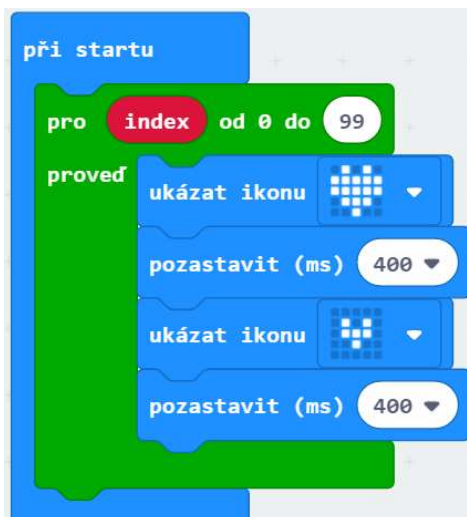 při startu
pro index od 0 do 99
proveď
ukázat ikonu
pozastavit (ms) 400
ukázat ikonu
pozastavit (ms) 400